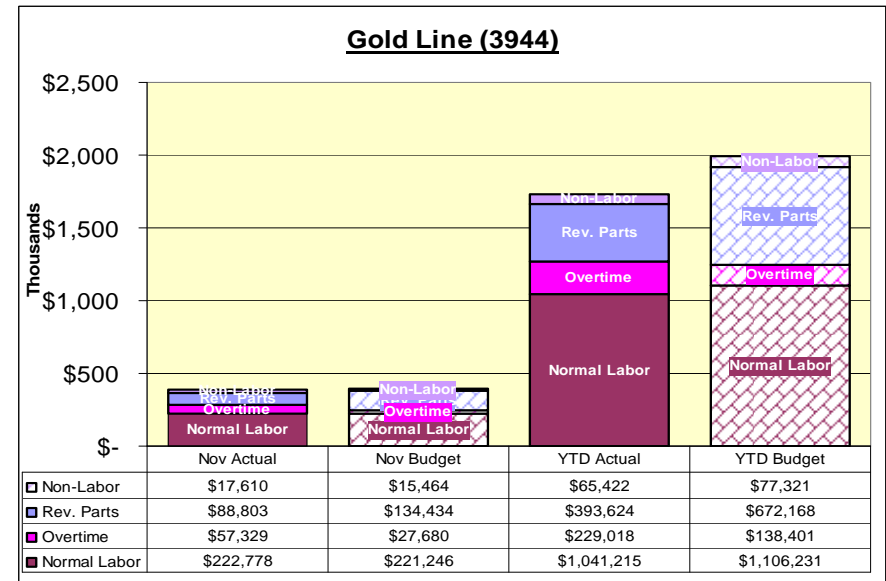 Gold Line (3944)
Thousands
$2,500
$2,000
$1,500
$1,000
$500
$-
Non-Labor
Rev. Parts
Overtime
Normal Labor
Non-Labor
Rev. Parts
Overtime
Normal Labor
Non-Labor
Rev. Parts
Overtime
Normal Labor
Non-Labor
Rev. Parts
Overtime
Normal Labor
Nov Actual Nov Budget YTD Actual YTD Budget
Non-Labor $17,610 $15,464 $65,422 $77,321
Rev. Parts $88,803 $134,434 $393,624 $672,168
Overtime $57,329 $27,680 $229,018 $138,401
Normal Labor $222,778 $221,246 $1,041,215 $1,106,231